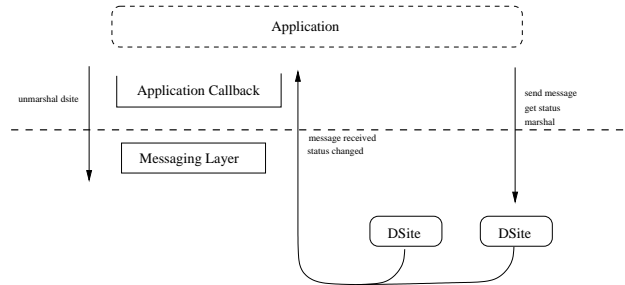 Application
Application Callback
unmarshal dsite
send message
get status
marshal
message received
status changed
Messaging Layer
DSite
DSite